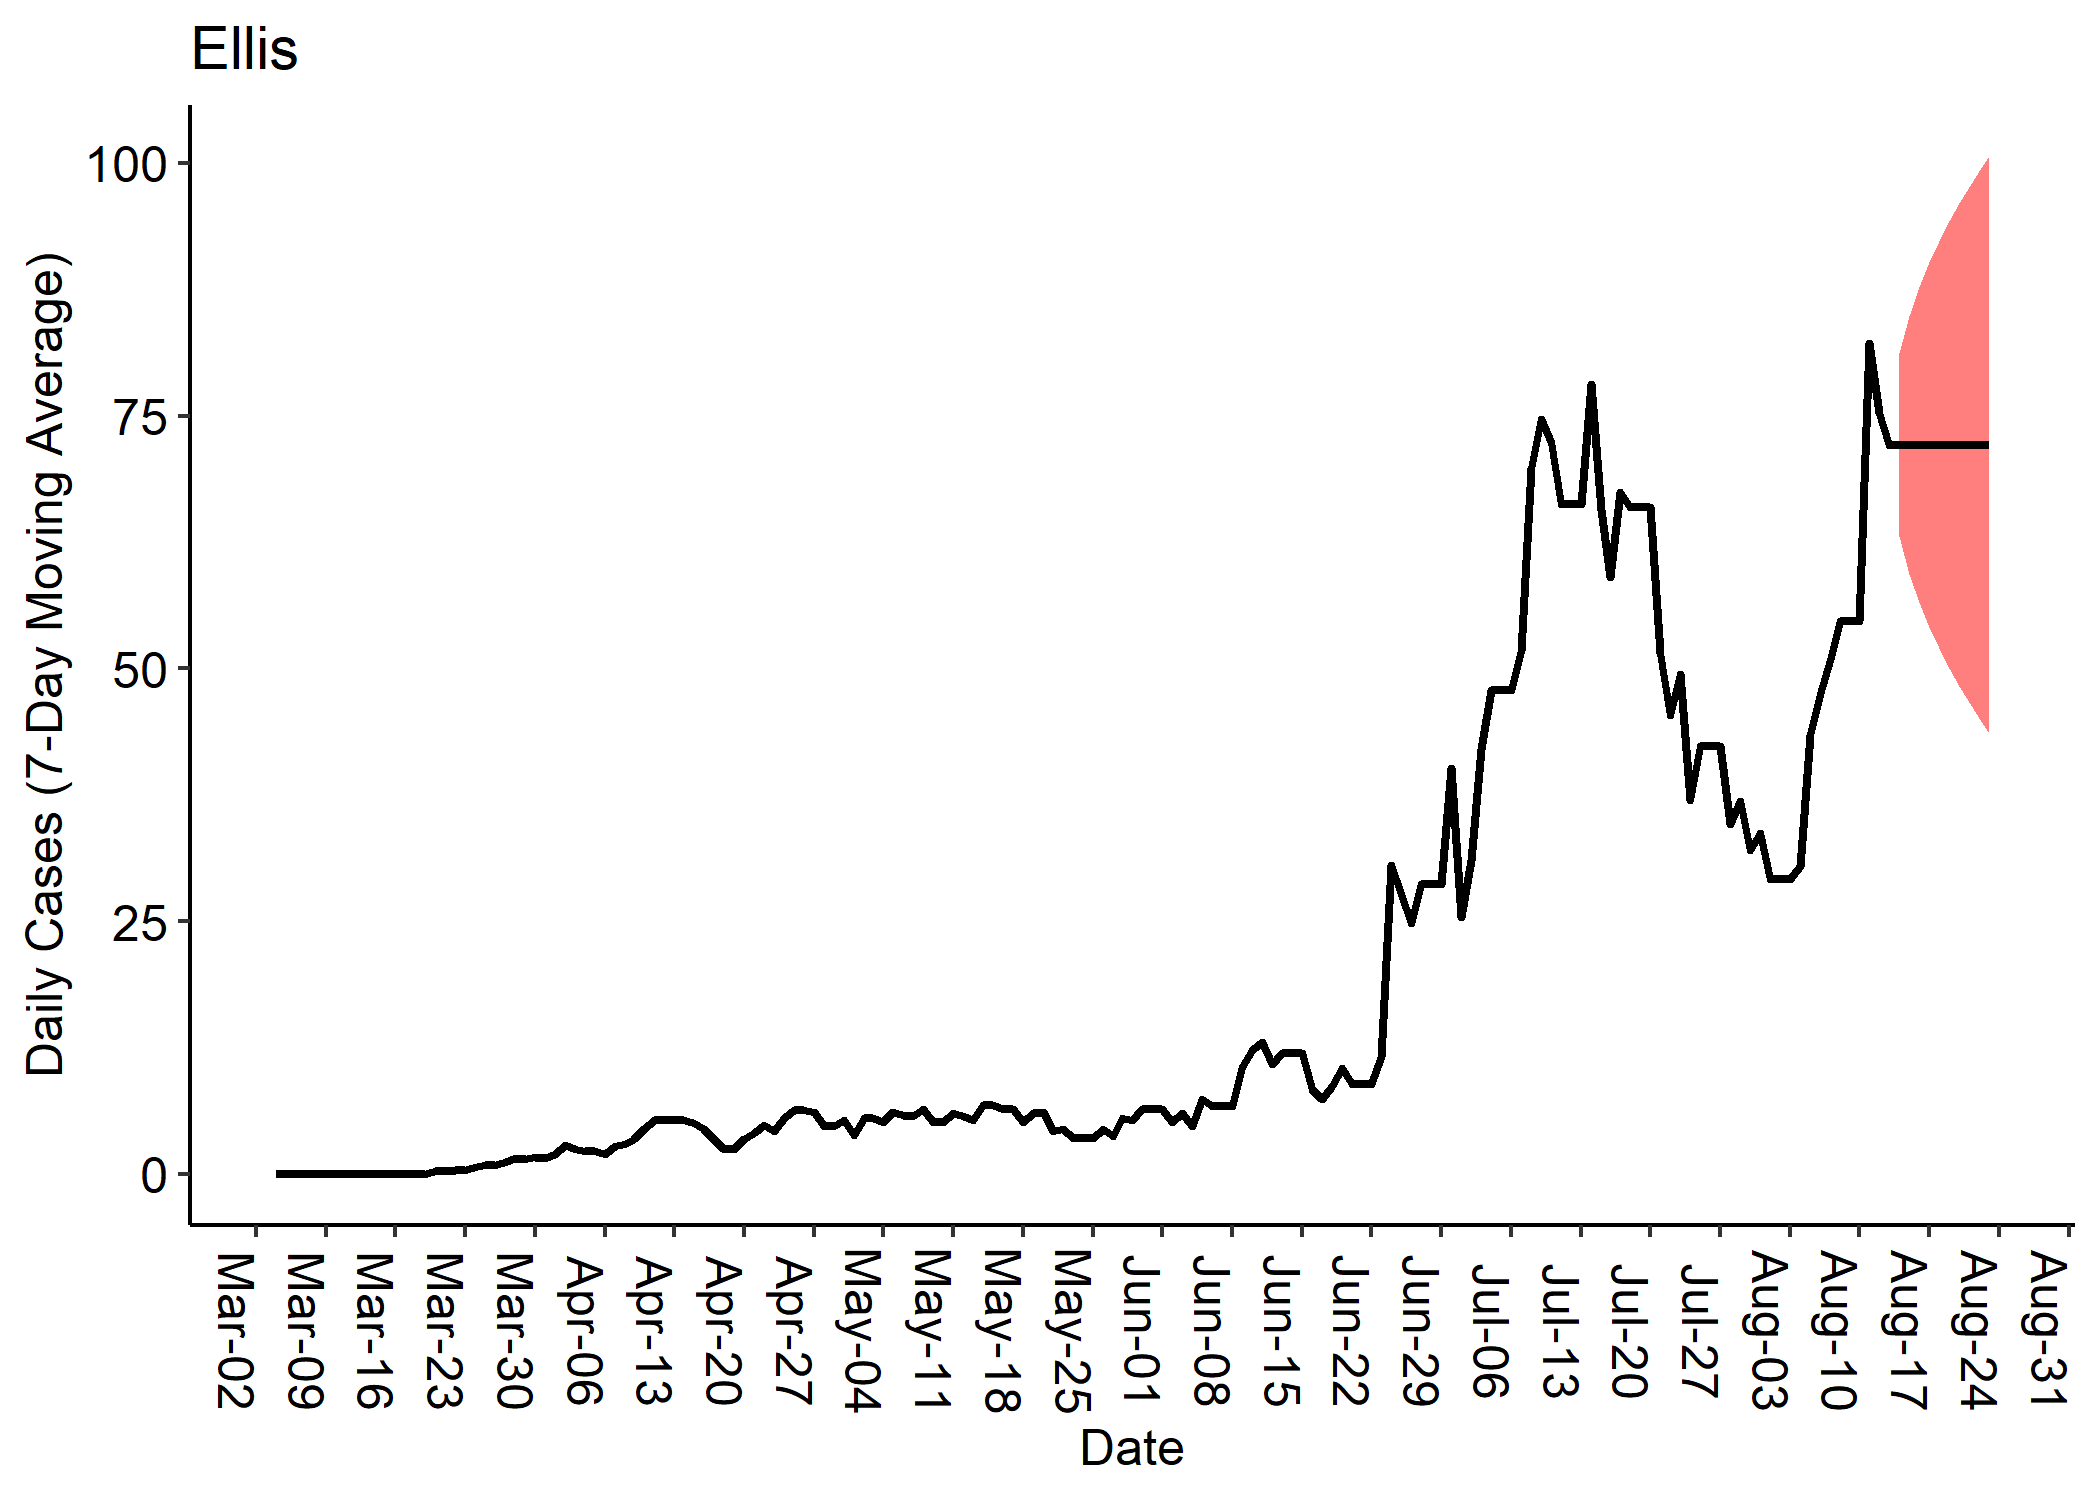 Ellis
Daily Cases (7-Day Moving Average)
100
75
50
25
0
Mar-02
Mar-09
Mar-16
Mar-23
Mar-30
Apr-06
Apr-13
Apr-20
Apr-27
May-04
May-11
May-18
May-25
Jun-01
Jun-08
Jun-15
Jun-22
Jun-29
Jul-06
Jul-13
Jul-20
Jul-27
Aug-03
Aug-10
Aug-17
Aug-24
Aug-31
Date